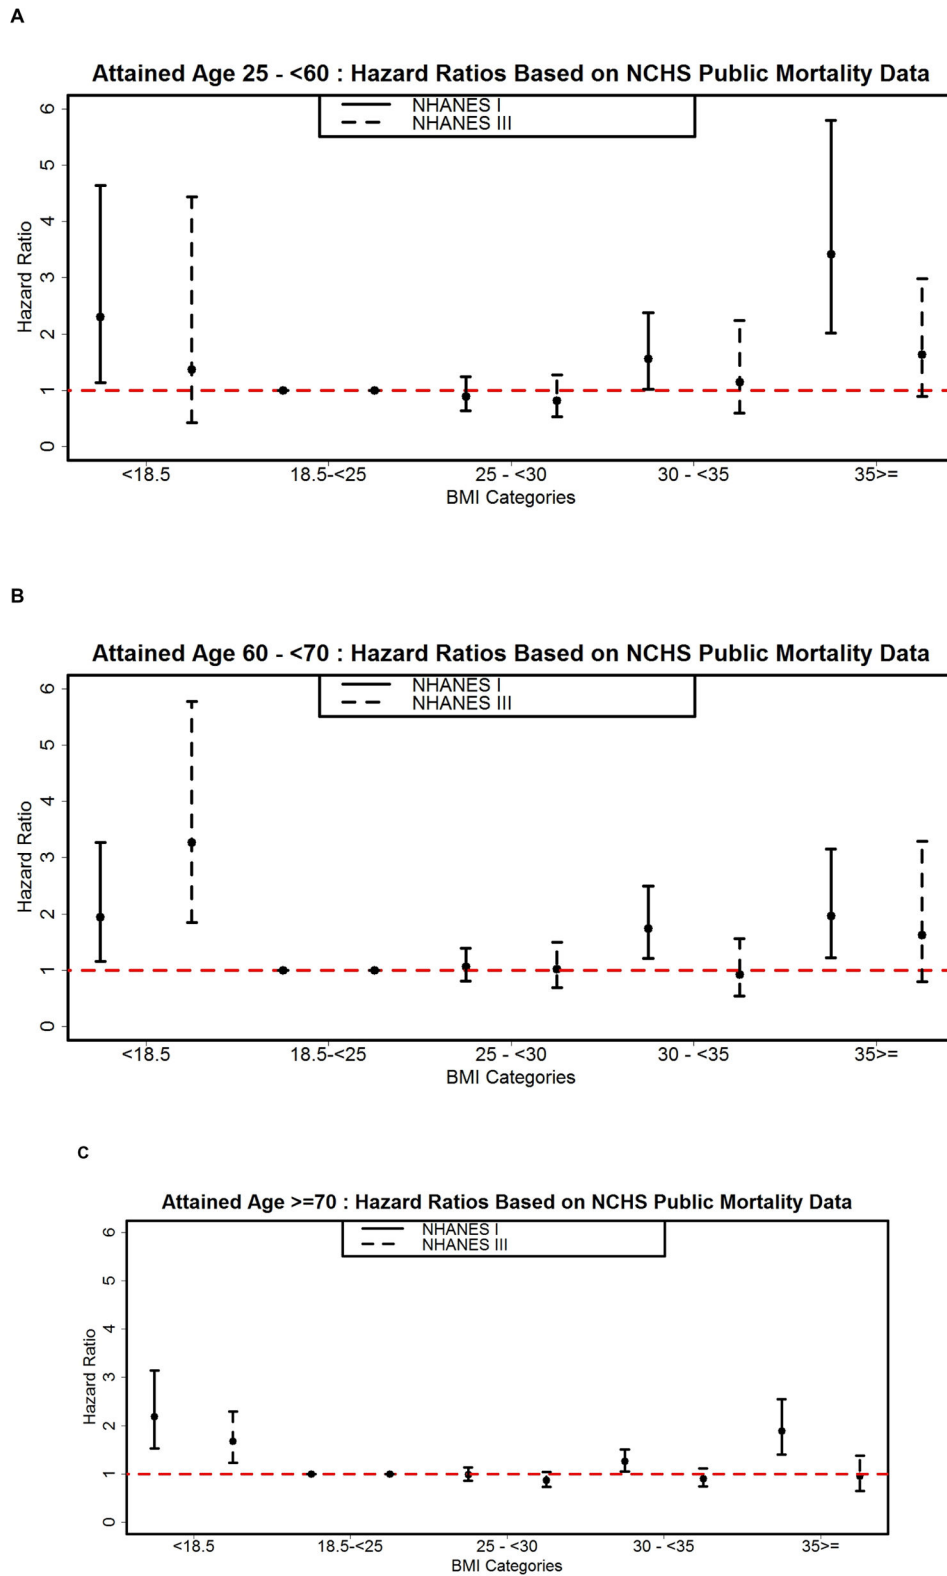 A
Attained Age 25 - <60 : Hazard Ratios Based on NCHS Public Mortality Data
NHANES I
NHANES III
Hazard Ratio
6
5
4
3
2
1
0
<18.5
18.5-<25
25 - <30
30 - <35
35>=
BMI Categories
B
Attained Age 60 - <70 : Hazard Ratios Based on NCHS Public Mortality Data
NHANES I
NHANES III
Hazard Ratio
6
5
4
3
2
1
0
<18.5
18.5-<25
25 - <30
30 - <35
35>=
BMI Categories
C
Attained Age >=70 : Hazard Ratios Based on NCHS Public Mortality Data
NHANES I
NHANES III
Hazard Ratio
6
5
4
3
2
1
0
<18.5
18.5-<25
25 - <30
30 - <35
35>=
BMI Categories